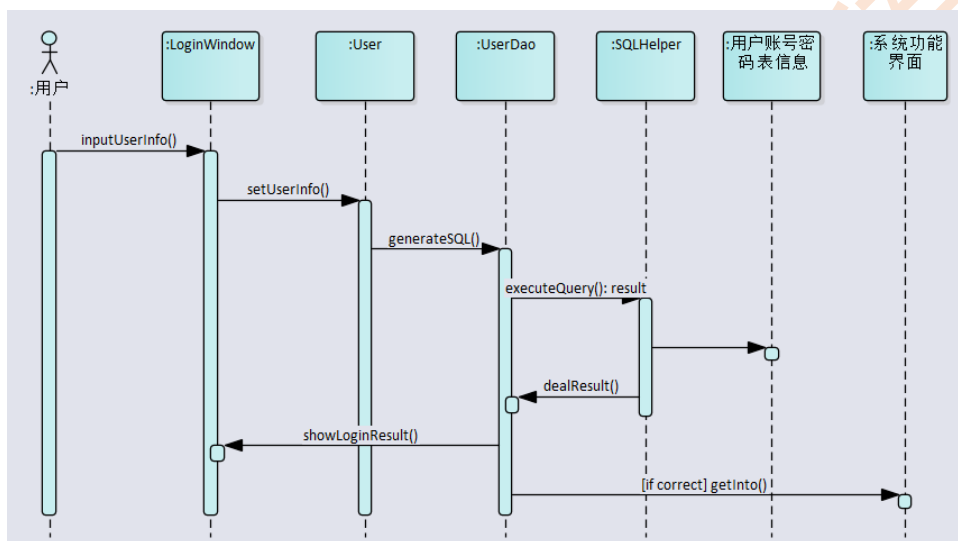 :用户
:LoginWindow
:User
:UserDao
:SQLHelper
:用户账号密
码表信息
:系统功能
界面
inputUserInfo()
setUserInfo()
generateSQL()
executeQuery(): result
dealResult()
showLoginResult()
[if correct] getInto()